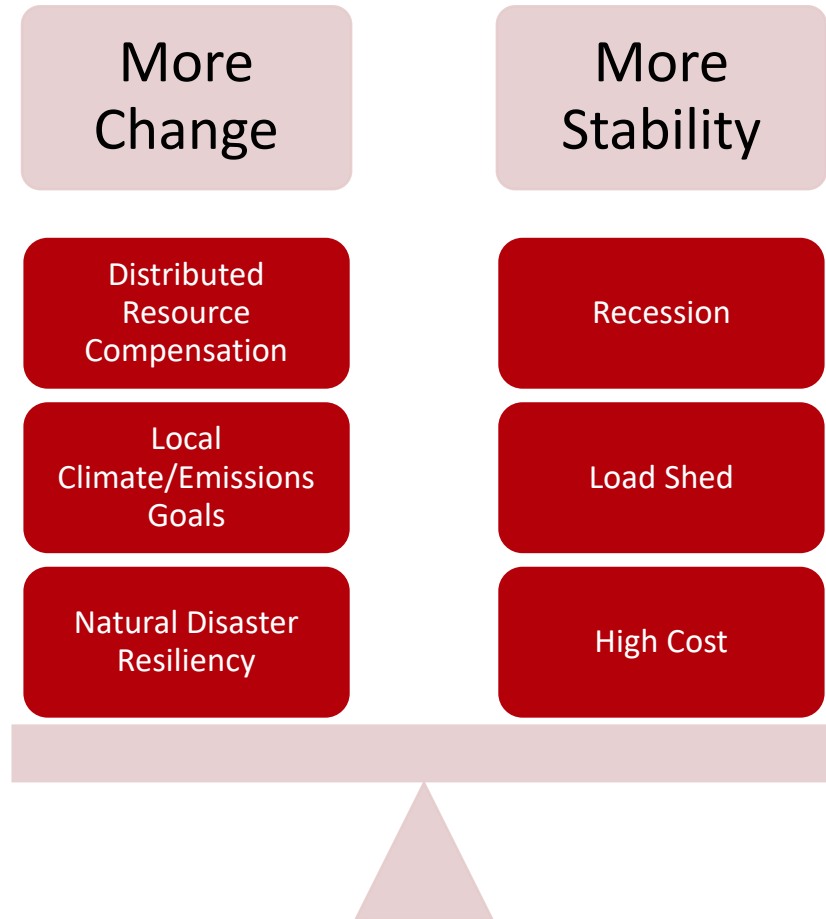 More
Change
More
Stability
Distributed
Resource
Compensation
Recession
Local
Climate/Emissions
Goals
Load Shed
Natural Disaster
Resiliency
High Cost